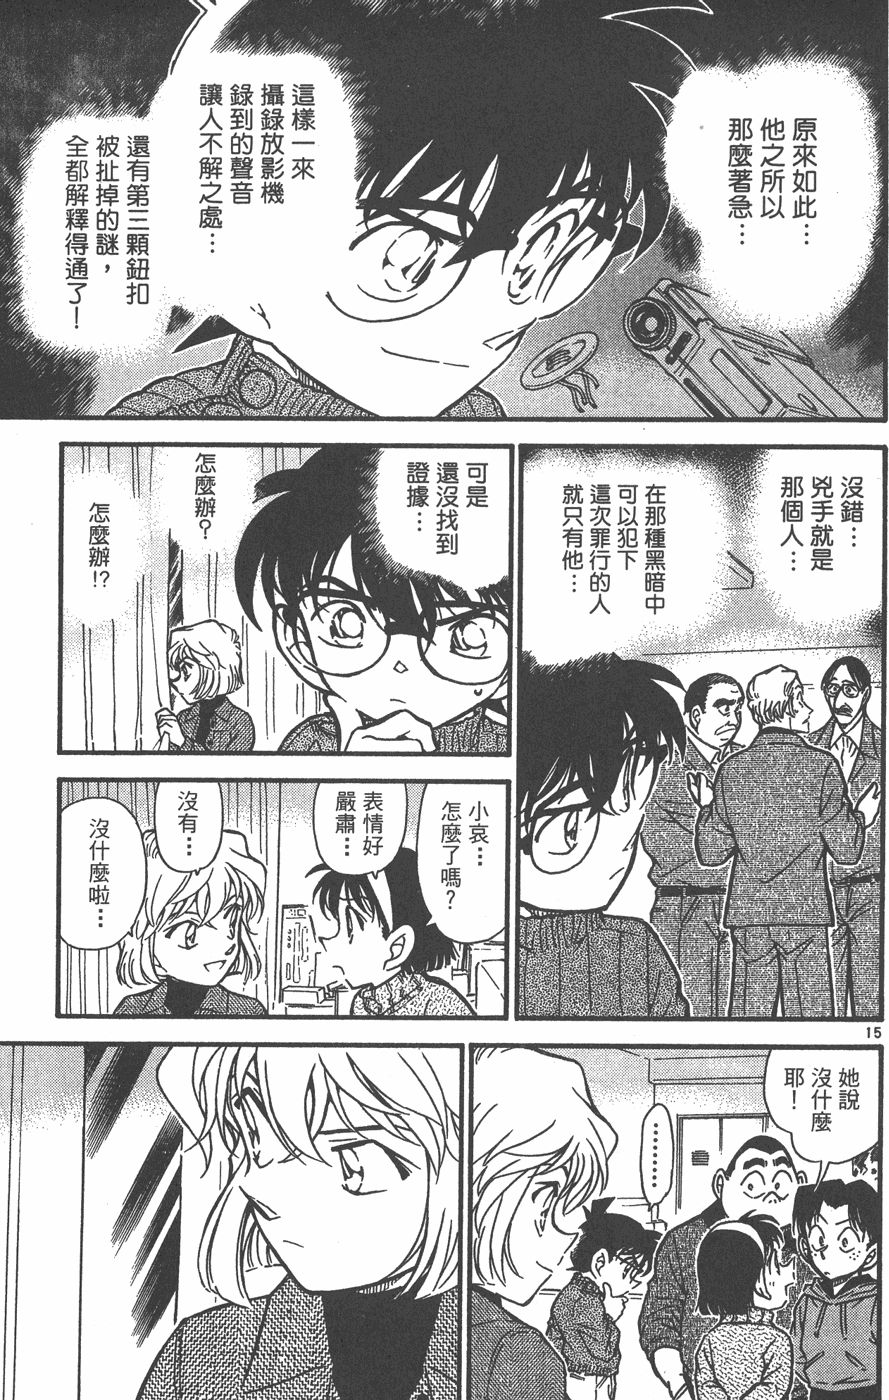 原來如此…
他之所以
那麼著急…
這樣一來
攝錄放影機
錄到的聲音
讓人不解之處…
還有第三顆鈕扣
被扯掉的謎，
全都解釋得通了！
沒錯…
兇手就是
那個人…
在那種黑暗中
可以犯下
這次罪行的人
就只有他…
可是
還沒找到
證據…
怎麼辦？
怎麼辦!?
小哀…
怎麼了嗎？
表情好
嚴肅…
沒有…
沒什麼啦…
15
她說
沒什麼
耶！
……